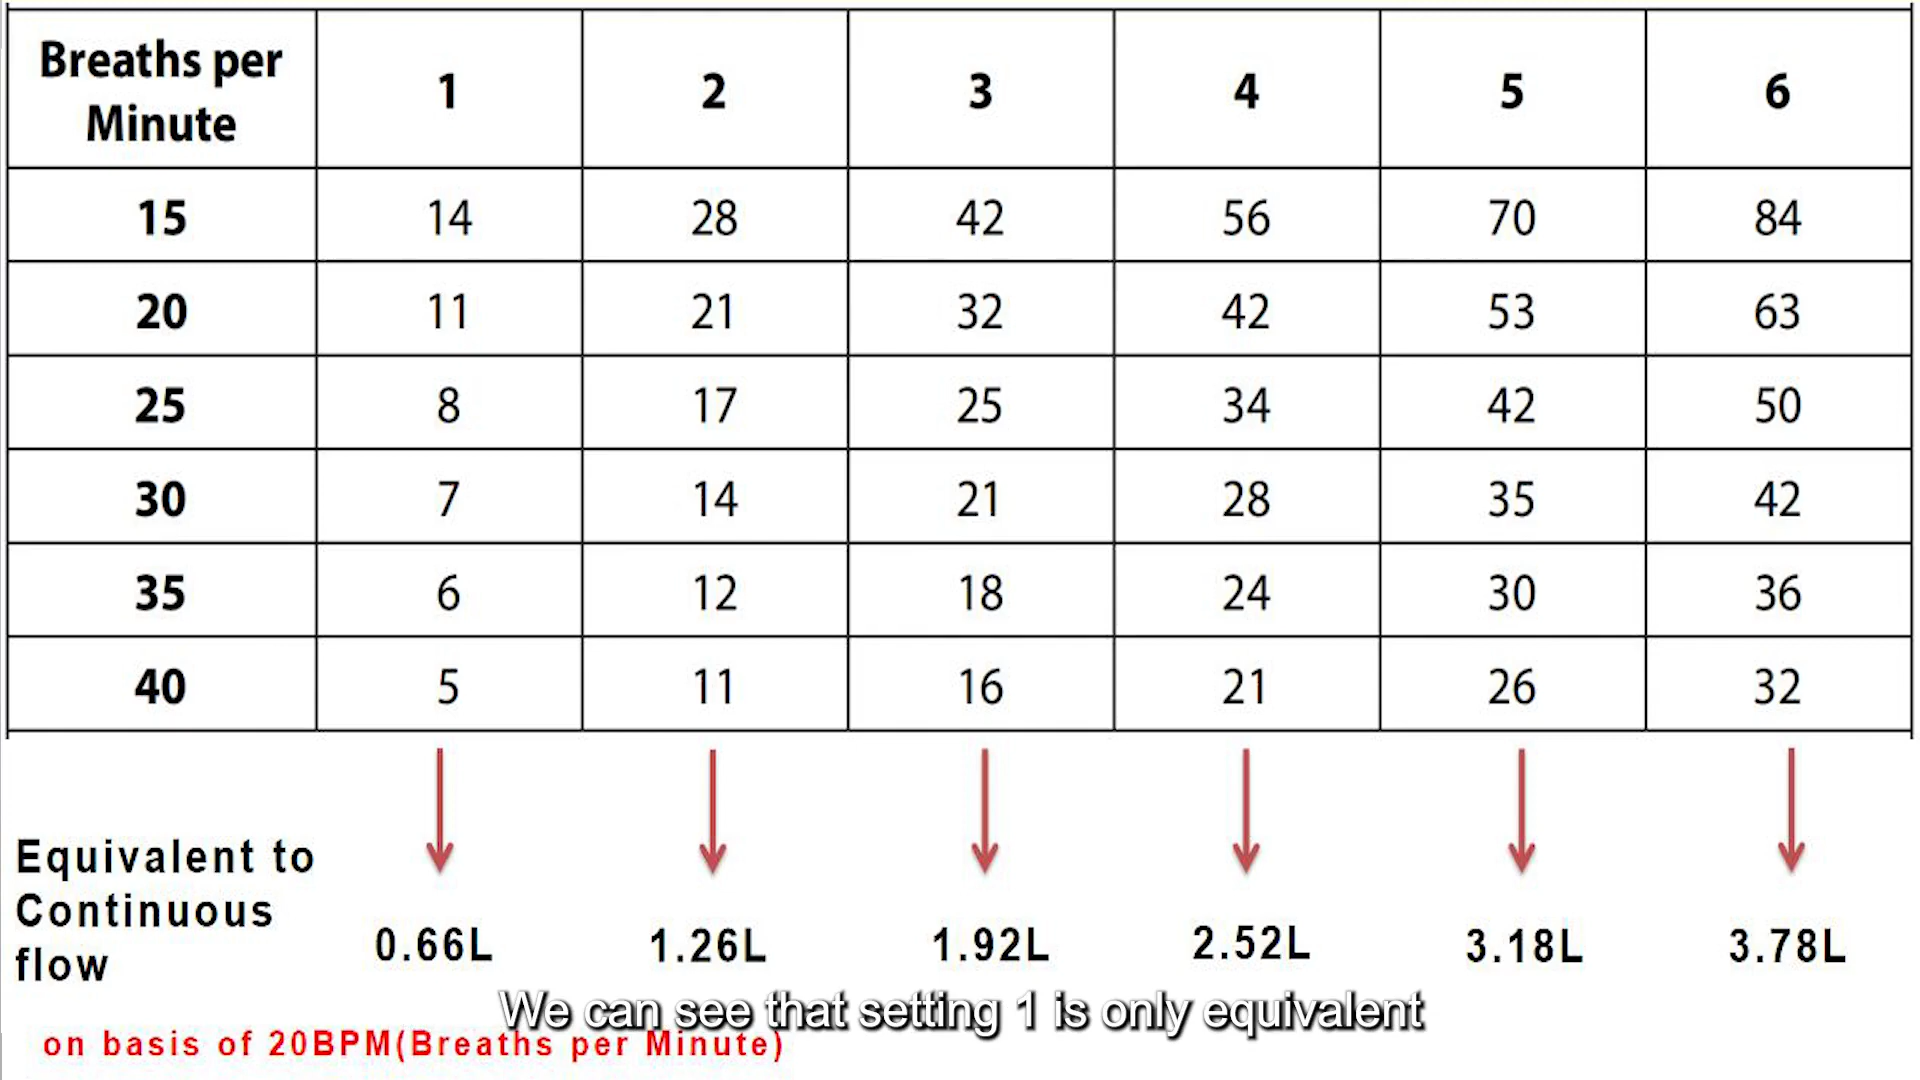 Breaths per Minute 1 2 3 4 5 6
15 14 28 42 56 70 84
20 11 21 32 42 53 63
25 8 17 25 34 42 50
30 7 14 21 28 35 42
35 6 12 18 24 30 36
40 5 11 16 21 26 32
Equivalent to
Continuous
flow
0.66L 1.26L 1.92L 2.52L 3.18L 3.78L
We can see that setting 1 is only equivalent
on basis of 20BPM(Breaths per Minute)